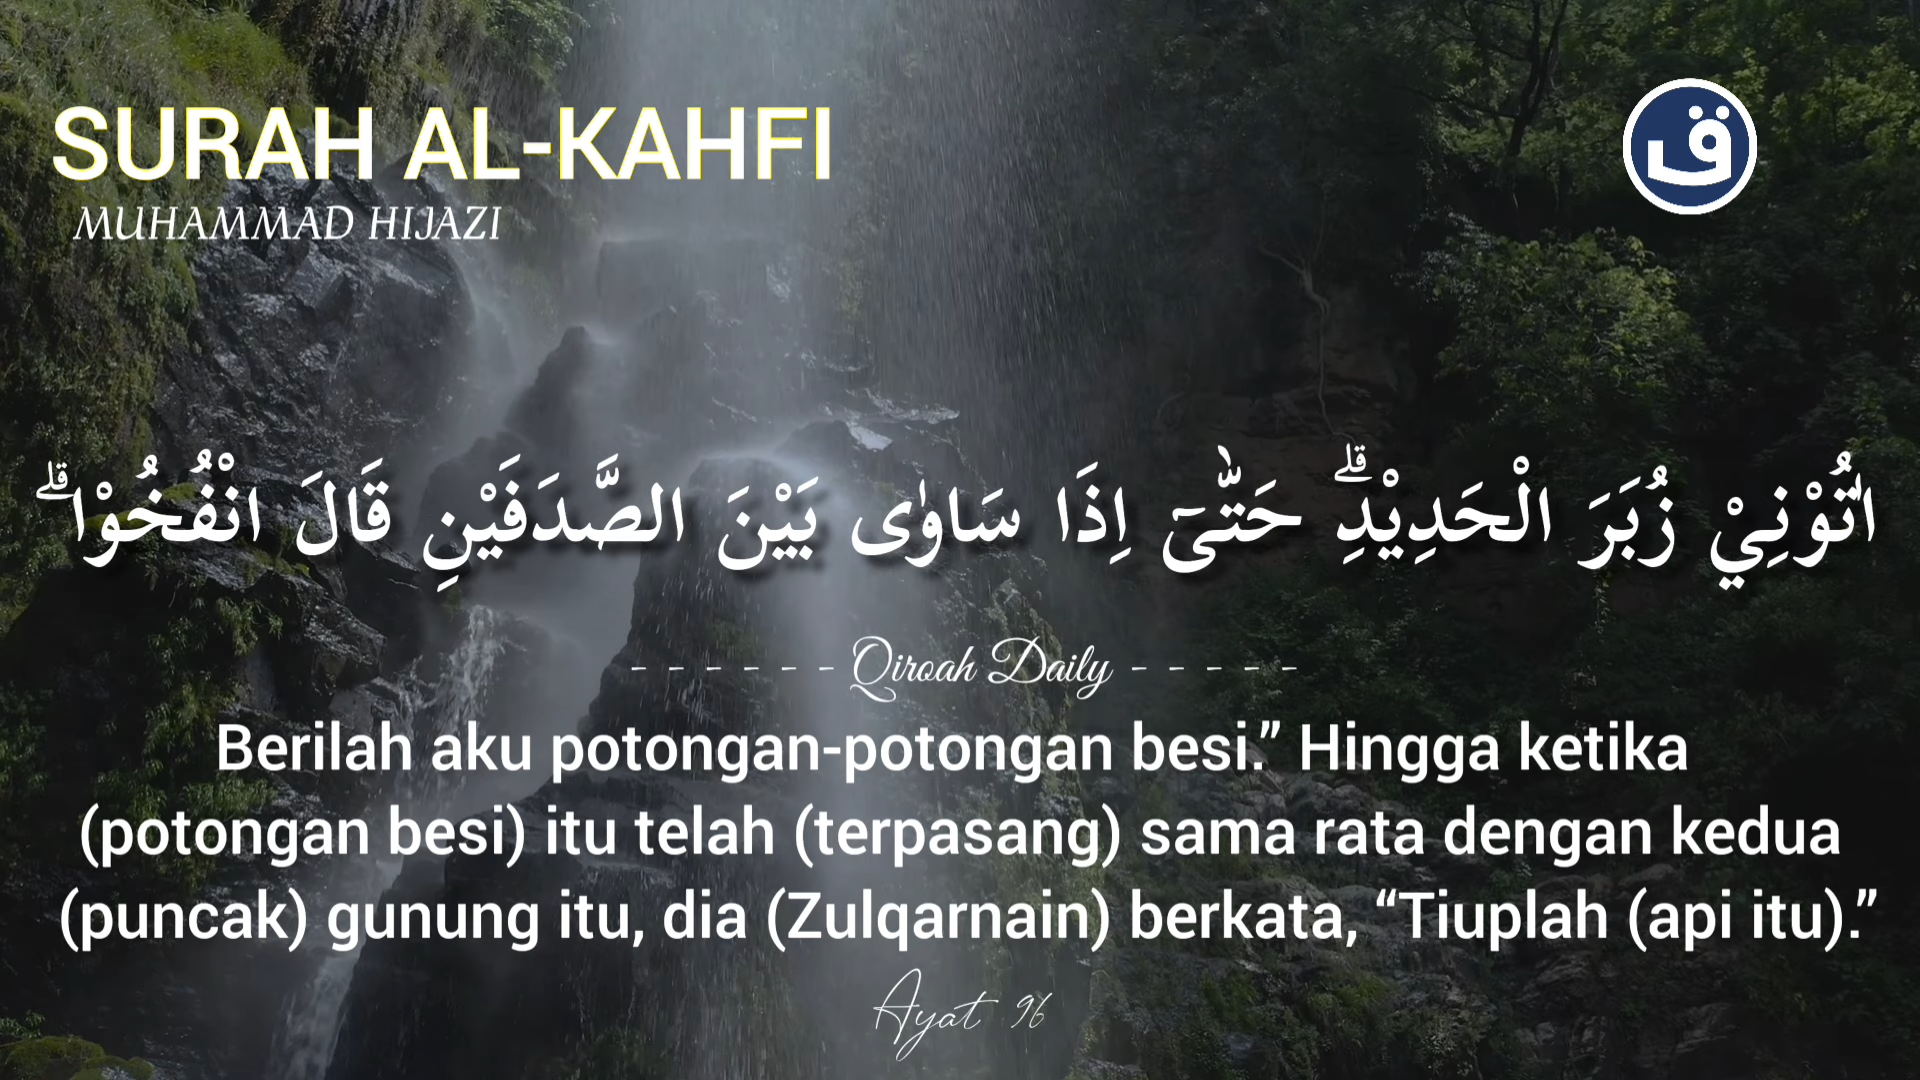 SURAH AL-KAHFI
MUHAMMAD HIJAZI
ق
اٰتُوْنِيْ زُبَرَ الْحَدِيْدِۗ حَتّٰىٓ اِذَا سَاوٰى بَيْنَ الصَّدَفَيْنِ قَالَ انْفُخُوْاۗ
- - - - - - Qiroah Daily - - - - -
Berilah aku potongan-potongan besi.” Hingga ketika
(potongan besi) itu telah (terpasang) sama rata dengan kedua
(puncak) gunung itu, dia (Zulqarnain) berkata, “Tiuplah (api itu).”
Ayat 96